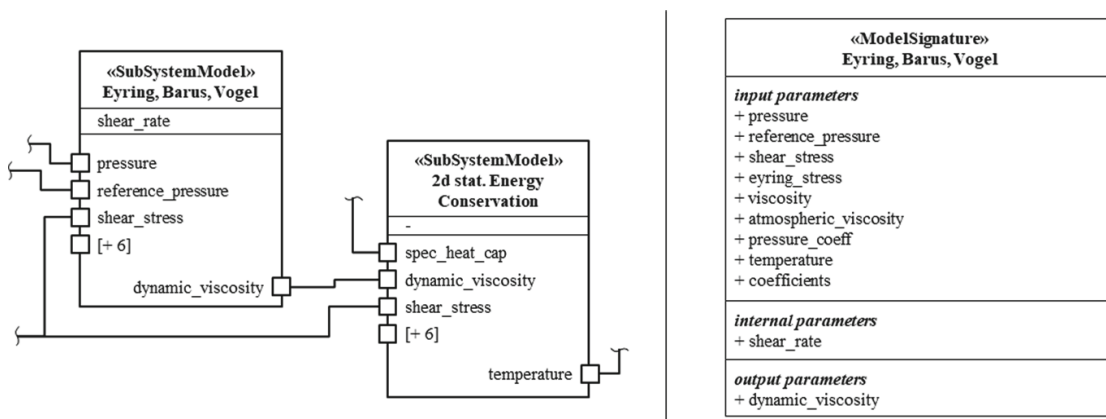 «SubSystemModel»
Eyring, Barus, Vogel
shear_rate
pressure
reference_pressure
shear_stress
[+ 6]
dynamic_viscosity
«SubSystemModel»
2d stat. Energy
Conservation
-
spec_heat_cap
dynamic_viscosity
shear_stress
[+ 6]
temperature
«ModelSignature»
Eyring, Barus, Vogel
input parameters
+ pressure
+ reference_pressure
+ shear_stress
+ eyring_stress
+ viscosity
+ atmospheric_viscosity
+ pressure_coeff
+ temperature
+ coefficients
internal parameters
+ shear_rate
output parameters
+ dynamic_viscosity